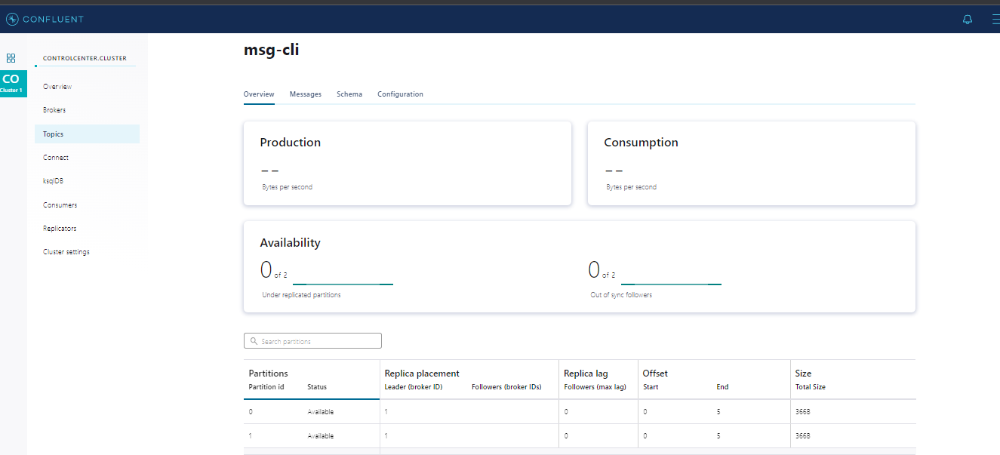 CONFLUENT
msg-cli
CONTROLCENTER.CLUSTER
CO
Cluster 1
Overview
Brokers
Topics
Connect
ksqlDB
Consumers
Replicators
Cluster settings
Overview Messages Schema Configuration
Production
--
Bytes per second
Consumption
--
Bytes per second
Availability
0 of 2
Under replicated partitions
0 of 2
Out of sync followers
Search partitions
Partitions Replica placement Replica lag Offset Size
Partition id Status Leader (broker ID) Followers (broker IDs) Followers (max lag) Start End Total Size
0 Available 1 0 0 5 366B
1 Available 1 0 0 5 366B